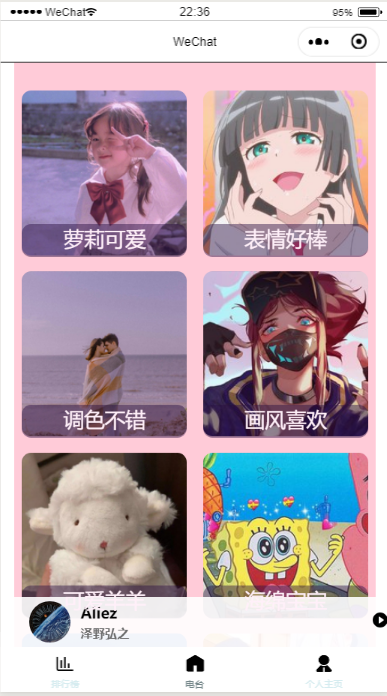 WeChat 22:36 95%
WeChat
萝莉可爱 表情好棒
调色不错 画风喜欢
可爱羊羊 海绵宝宝
Aliez
泽野弘之
排行榜 电台 个人主页